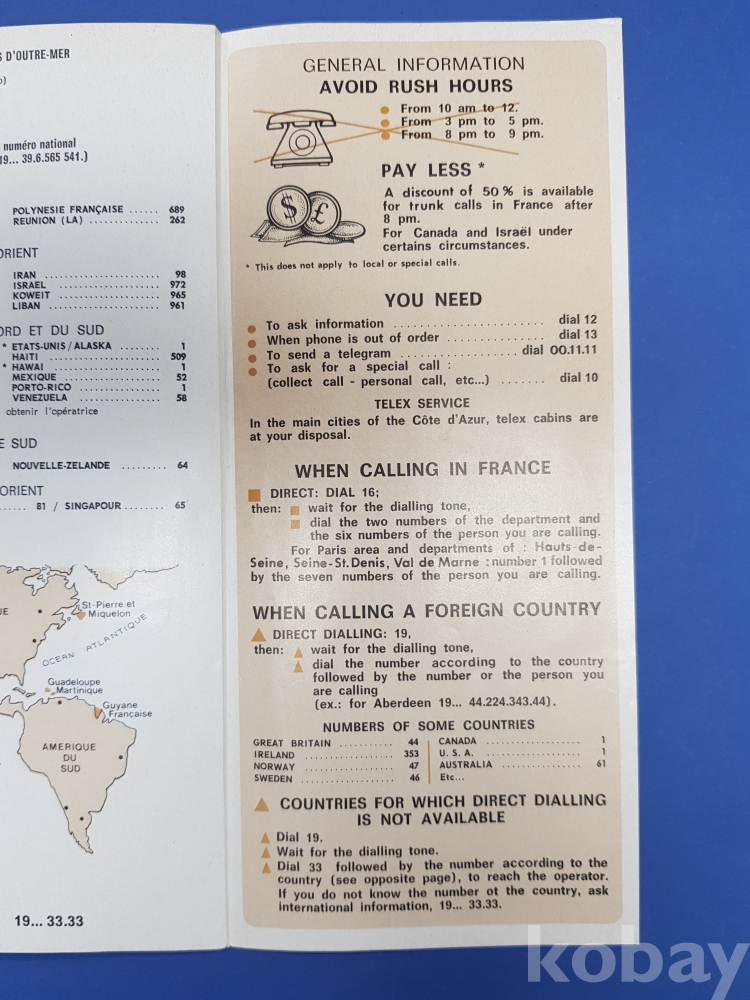 S D'OUTRE-MER
numéro national
19... 39.6.565 541.)
POLYNESIE FRANÇAISE ...... 689
REUNION (LA) ............. 262
ORIENT
IRAN ...................... 98
ISRAEL .................... 972
KOWEIT .................... 965
LIBAN ..................... 961
ORD ET DU SUD
* ETATS-UNIS / ALASKA ........ 1
HAITI ..................... 509
* HAWAI ..................... 1
MEXIQUE ................... 52
PORTO-RICO ................ 1
VENEZUELA ................. 58
obtenir l'opératrice
E SUD
NOUVELLE-ZELANDE ......... 64
ORIENT
..... 81 / SINGAPOUR ....... 65
UE
St-Pierre et
Miquelon
OCEAN ATLANTIQUE
Guadeloupe
Martinique
Guyane
Française
AMERIQUE
DU
SUD
19... 33.33
GENERAL INFORMATION
AVOID RUSH HOURS
From 10 am to 12.
From 3 pm to 5 pm.
From 8 pm to 9 pm.
PAY LESS *
$ £
A discount of 50 % is available
for trunk calls in France after
8 pm.
For Canada and Israël under
certains circumstances.
* This does not apply to local or special calls.
YOU NEED
To ask information ...................... dial 12
When phone is out of order ............... dial 13
To send a telegram ................. dial 00.11.11
To ask for a special call :
(collect call - personal call, etc...) ....... dial 10
TELEX SERVICE
In the main cities of the Côte d'Azur, telex cabins are
at your disposal.
WHEN CALLING IN FRANCE
DIRECT: DIAL 16;
then: wait for the dialling tone,
dial the two numbers of the department and
the six numbers of the person you are calling.
For Paris area and departments of : Hauts-de-
Seine, Seine-St.Denis, Val de Marne : number 1 followed
by the seven numbers of the person you are calling.
WHEN CALLING A FOREIGN COUNTRY
DIRECT DIALLING: 19,
then: wait for the dialling tone,
dial the number according to the country
followed by the number or the person you
are calling
(ex.: for Aberdeen 19... 44.224.343.44).
NUMBERS OF SOME COUNTRIES
GREAT BRITAIN ........... 44
IRELAND ................ 353
NORWAY ................. 47
SWEDEN ................. 46
CANADA .................. 1
U. S. A. .................. 1
AUSTRALIA ............... 61
Etc...
COUNTRIES FOR WHICH DIRECT DIALLING
IS NOT AVAILABLE
Dial 19.
Wait for the dialling tone.
Dial 33 followed by the number according to the
country (see opposite page), to reach the operator.
If you do not know the number ot the country, ask
international information, 19... 33.33.
kobay